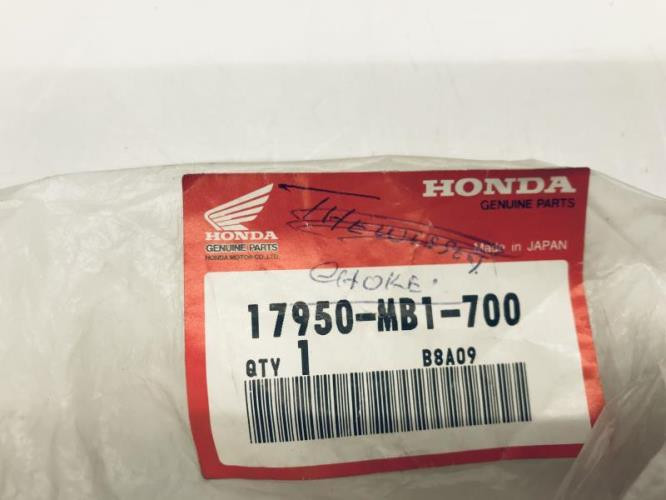 HONDA
GENUINE PARTS
HONDA
GENUINE PARTS
HONDA MOTOR CO.,LTD.
Made in JAPAN
CHOKE.
17950-MB1-700
QTY 1
B8A09